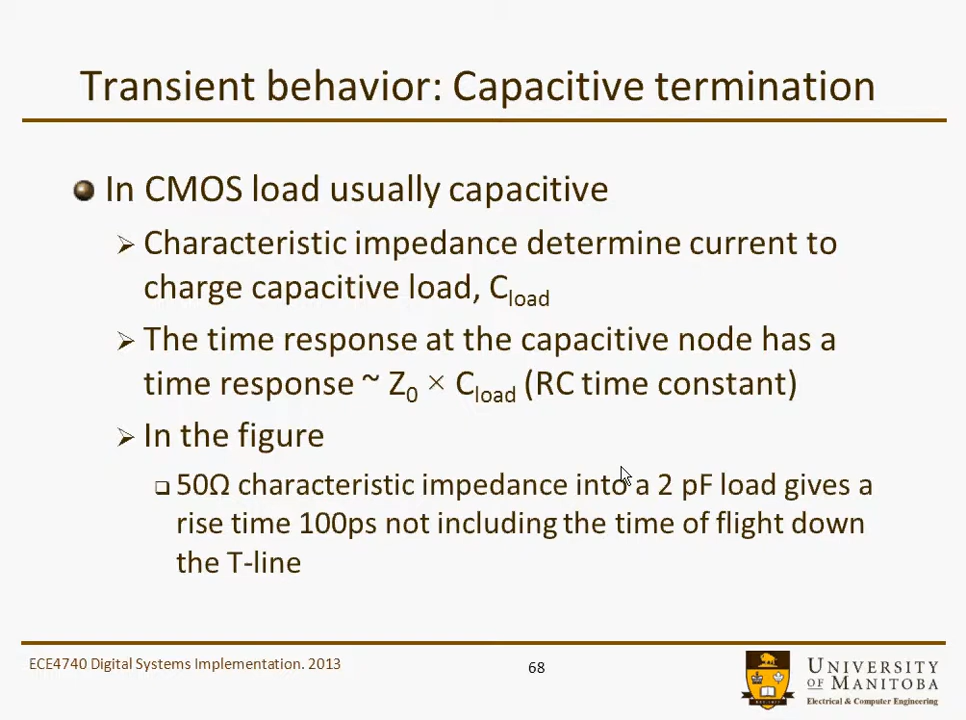 Transient behavior: Capacitive termination
In CMOS load usually capacitive
Characteristic impedance determine current to
charge capacitive load, Cload
The time response at the capacitive node has a
time response ~ Z0 × Cload (RC time constant)
In the figure
50Ω characteristic impedance into a 2 pF load gives a
rise time 100ps not including the time of flight down
the T-line
ECE4740 Digital Systems Implementation. 2013
68
UNIVERSITY
OF MANITOBA
Electrical & Computer Engineering